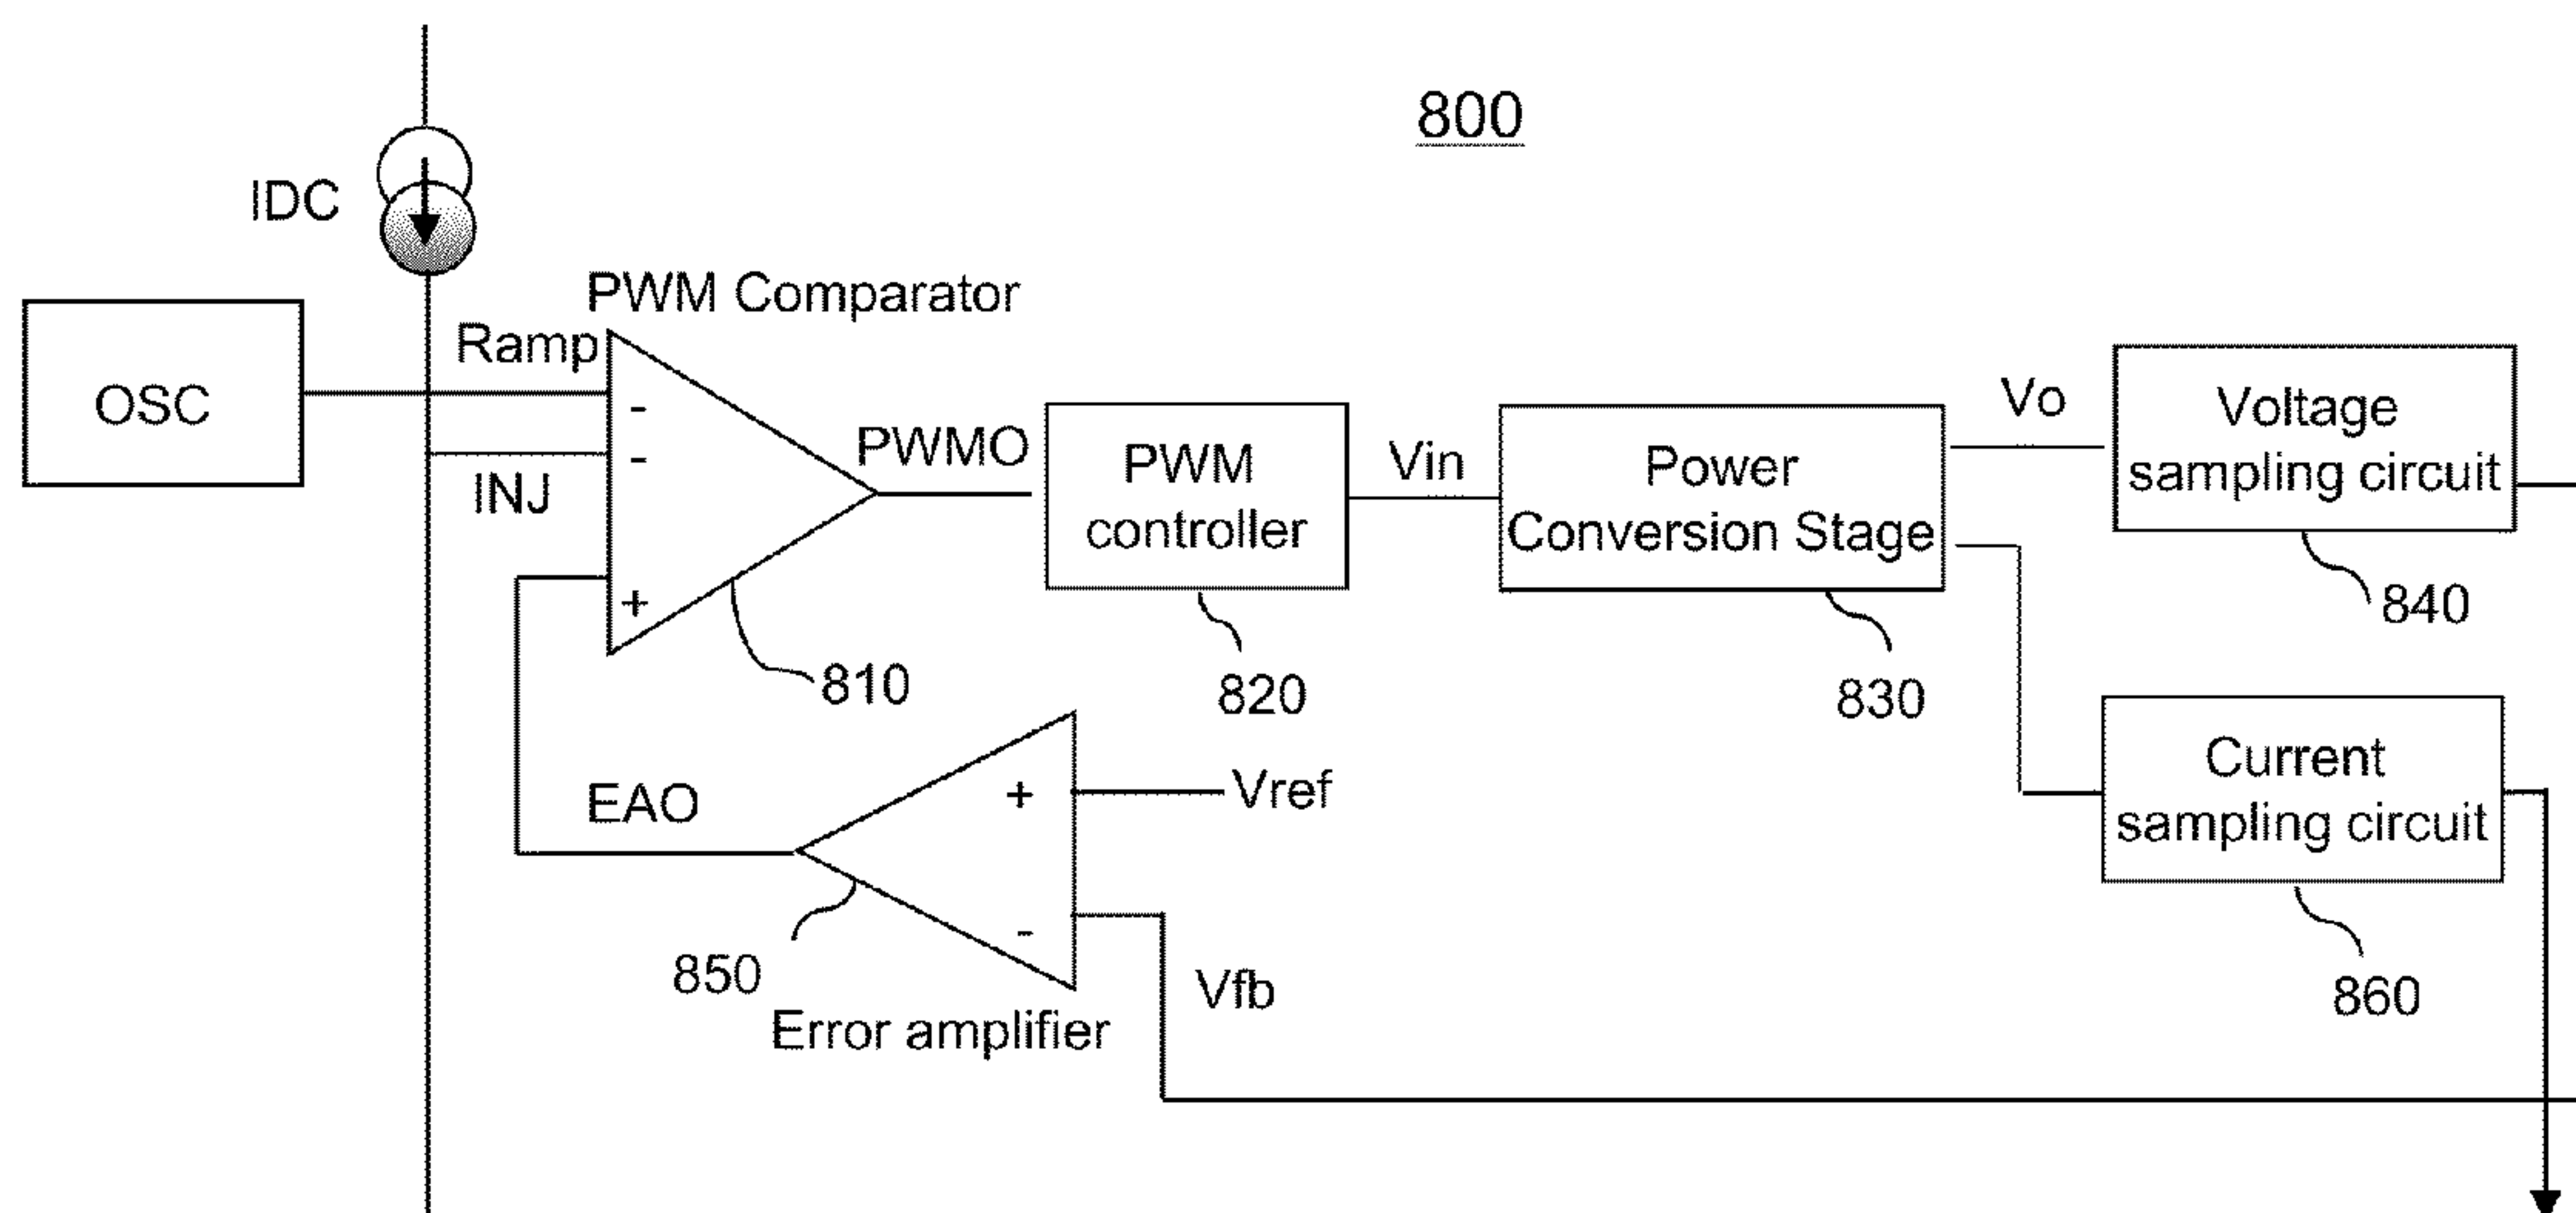 800
IDC
PWM Comparator
Ramp
OSC
-
-
INJ
+
PWMO
PWM
controller
Vin
Power
Conversion Stage
Vo
Voltage
sampling circuit
840
810
820
830
Current
sampling circuit
860
EAO
+
Vref
-
850
Vfb
Error amplifier